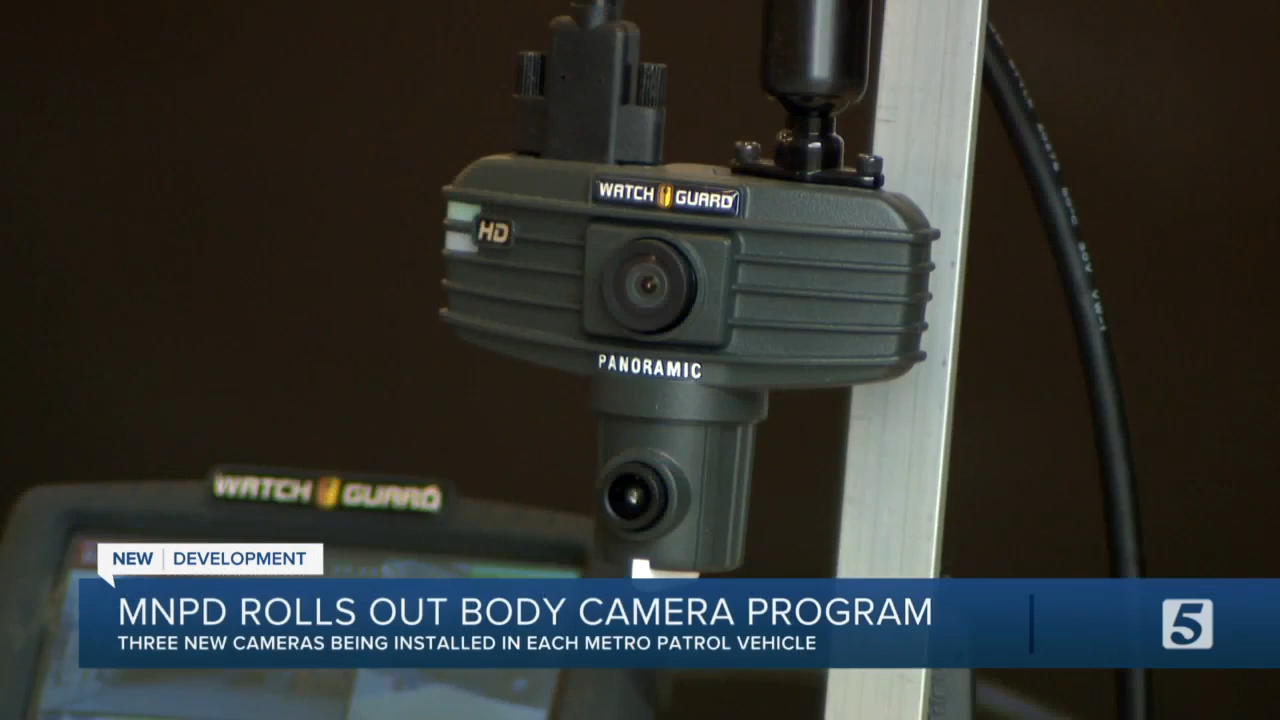 WATCH GUARD
HD
PANORAMIC
WATCH GUARD
NEW DEVELOPMENT
MNPD ROLLS OUT BODY CAMERA PROGRAM
THREE NEW CAMERAS BEING INSTALLED IN EACH METRO PATROL VEHICLE
5